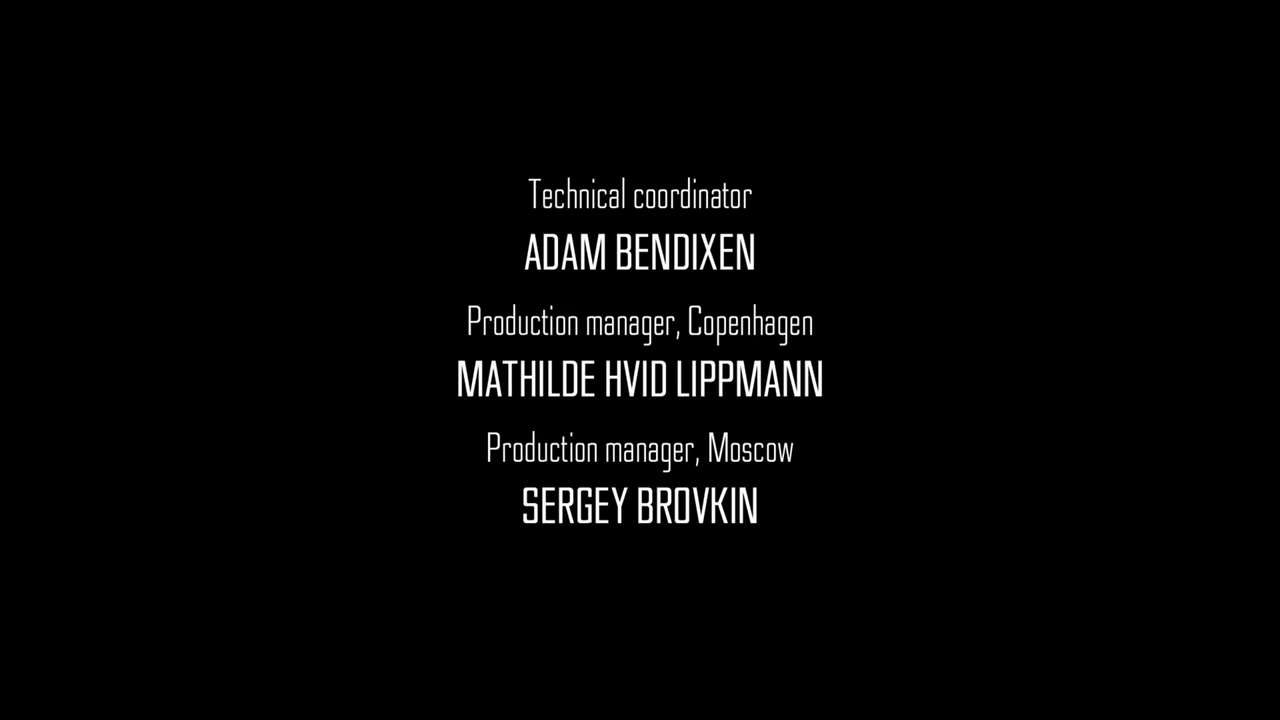 Technical coordinator
ADAM BENDIXEN
Production manager, Copenhagen
MATHILDE HVID LIPPMANN
Production manager, Moscow
SERGEY BROVKIN